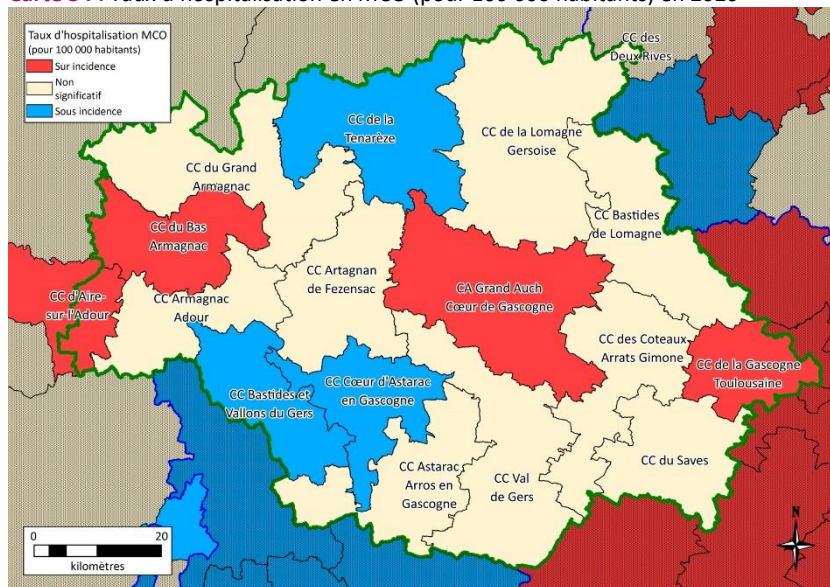 Taux d'hospitalisation MCO
(pour 100 000 habitants)
Sur incidence
Non
significatif
Sous incidence
CC des
Deux Rives
CC de la
Tenarèze
CC de la Lomagne
Gersoise
CC du Grand
Armagnac
CC du Bas
Armagnac
CC Bastides
de Lomagne
CC Artagnan
de Fezensac
CA Grand Auch
Cœur de Gascogne
CC d'Aire-
sur-l'Adour
CC Armagnac
Adour
CC des Coteaux
Arrats Gimone
CC de la Gascogne
Toulousaine
CC Bastides et
Vallons du Gers
CC Cœur d'Astarac
en Gascogne
CC du Saves
CC Astarac
Arros en
Gascogne
CC Val
de Gers
0 20
kilomètres
N